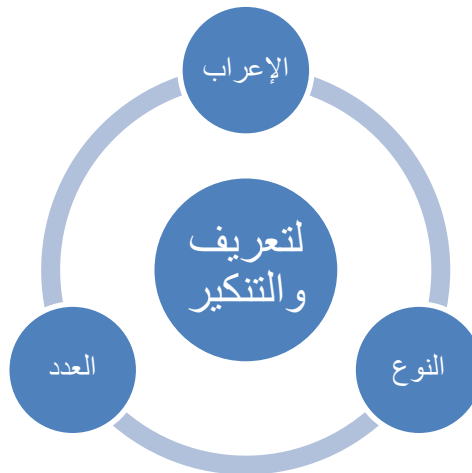 الإعراب
لتعريف
والتنكير
النوع
العدد